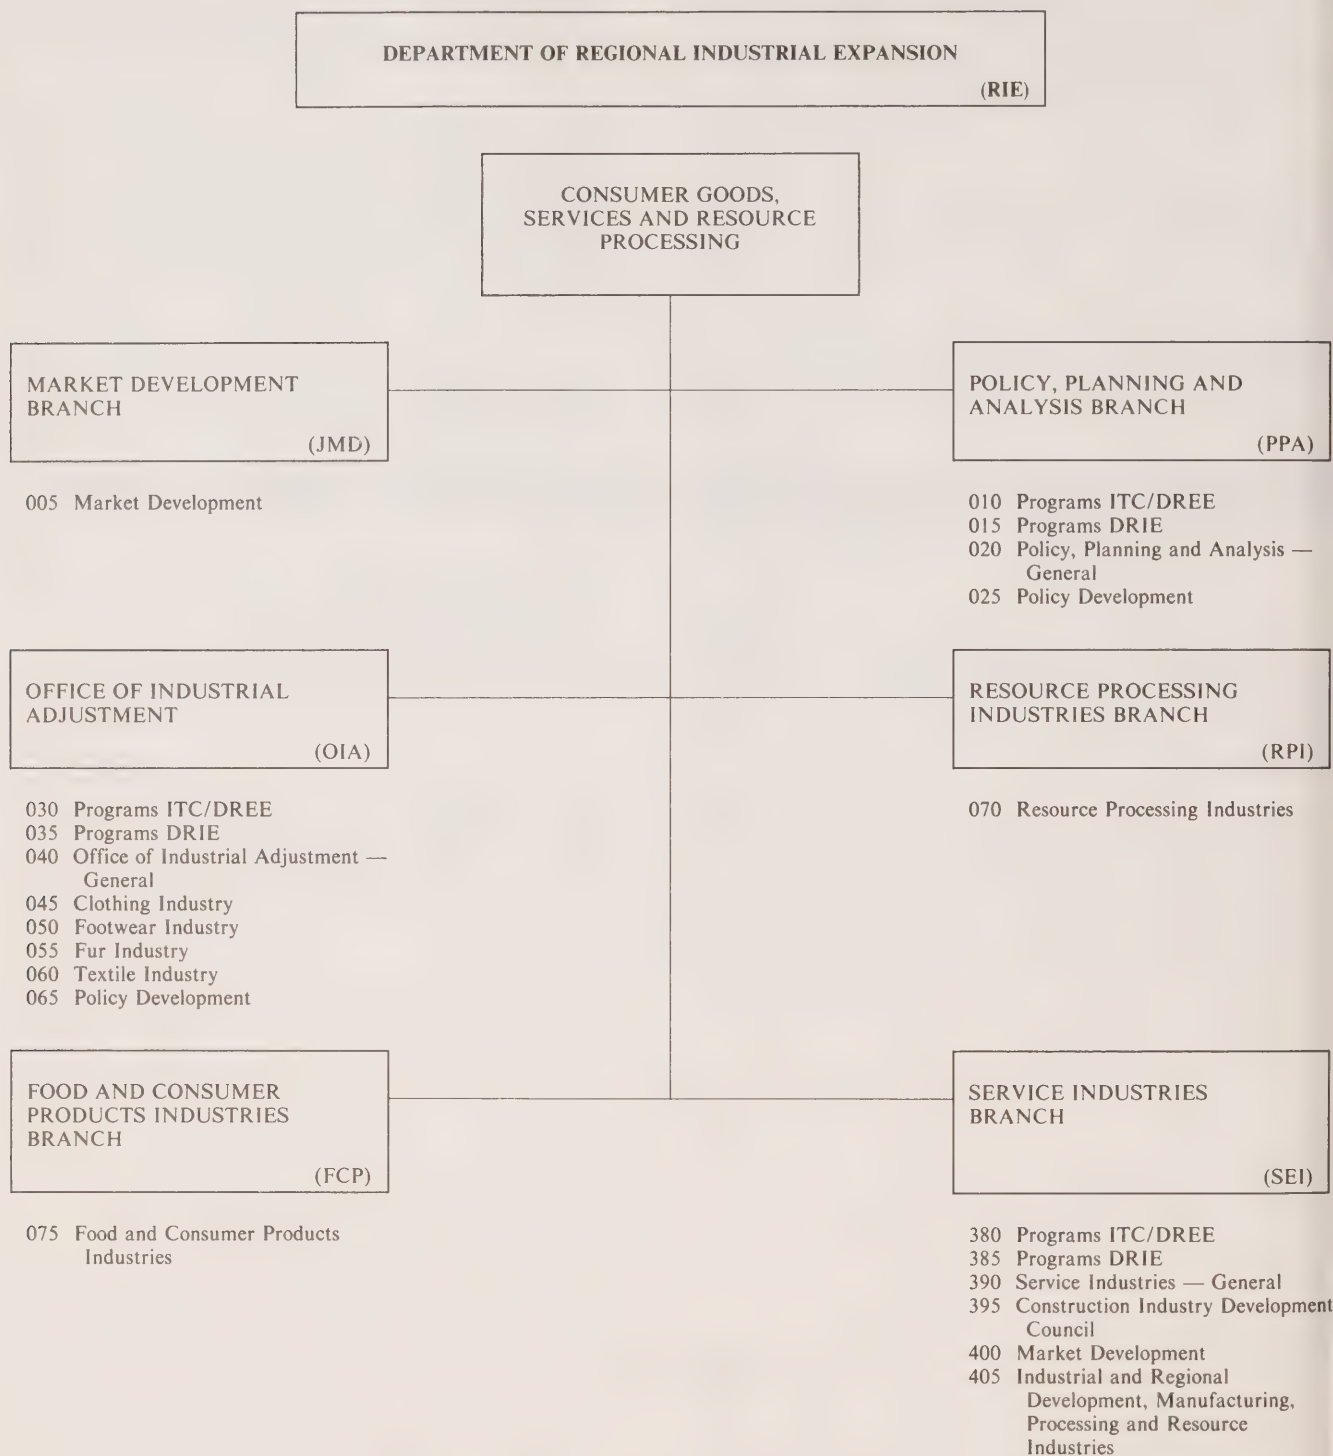 DEPARTMENT OF REGIONAL INDUSTRIAL EXPANSION
(RIE)
CONSUMER GOODS,
SERVICES AND RESOURCE
PROCESSING
MARKET DEVELOPMENT
BRANCH
(JMD)
005 Market Development
POLICY, PLANNING AND
ANALYSIS BRANCH
(PPA)
010 Programs ITC/DREE
015 Programs DRIE
020 Policy, Planning and Analysis —
General
025 Policy Development
OFFICE OF INDUSTRIAL
ADJUSTMENT
(OIA)
030 Programs ITC/DREE
035 Programs DRIE
040 Office of Industrial Adjustment —
General
045 Clothing Industry
050 Footwear Industry
055 Fur Industry
060 Textile Industry
065 Policy Development
RESOURCE PROCESSING
INDUSTRIES BRANCH
(RPI)
070 Resource Processing Industries
FOOD AND CONSUMER
PRODUCTS INDUSTRIES
BRANCH
(FCP)
075 Food and Consumer Products
Industries
SERVICE INDUSTRIES
BRANCH
(SEI)
380 Programs ITC/DREE
385 Programs DRIE
390 Service Industries — General
395 Construction Industry Development
Council
400 Market Development
405 Industrial and Regional
Development, Manufacturing,
Processing and Resource
Industries